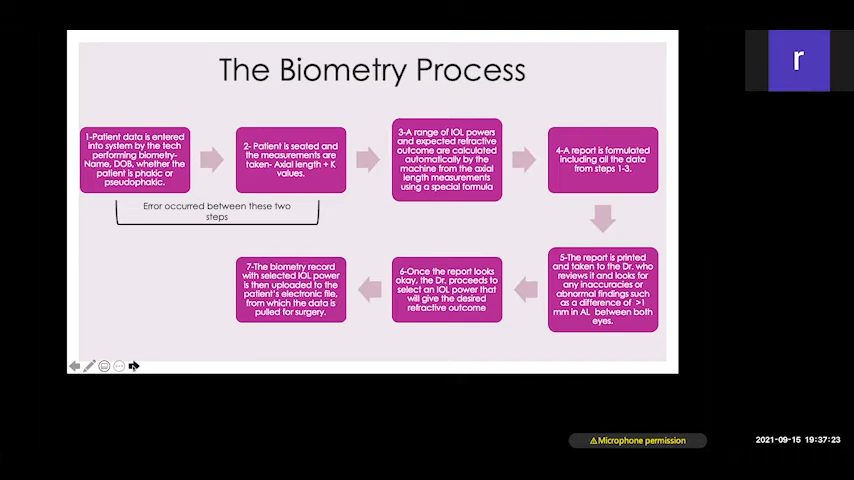 The Biometry Process
1-Patient data is entered
into system by the tech
performing biometry-
Name, DOB, whether the
patient is phakic or
pseudophakic.
2- Patient is seated and
the measurements are
taken- Axial length + K
values.
3-A range of IOL powers
and expected refractive
outcome are calculated
automatically by the
machine from the axial
length measurements
using a special formula
4-A report is formulated
including all the data
from steps 1-3.
Error occurred between these two
steps
5-The report is printed
and taken to the Dr. who
reviews it and looks for
any inaccuracies or
abnormal findings such
as a difference of >1
mm in AL between both
eyes.
6-Once the report looks
okay, the Dr. proceeds to
select an IOL power that
will give the desired
refractive outcome
7-The biometry record
with selected IOL power
is then uploaded to the
patient's electronic file,
from which the data is
pulled for surgery.
r
Microphone permission
2021-09-15 19:37:23